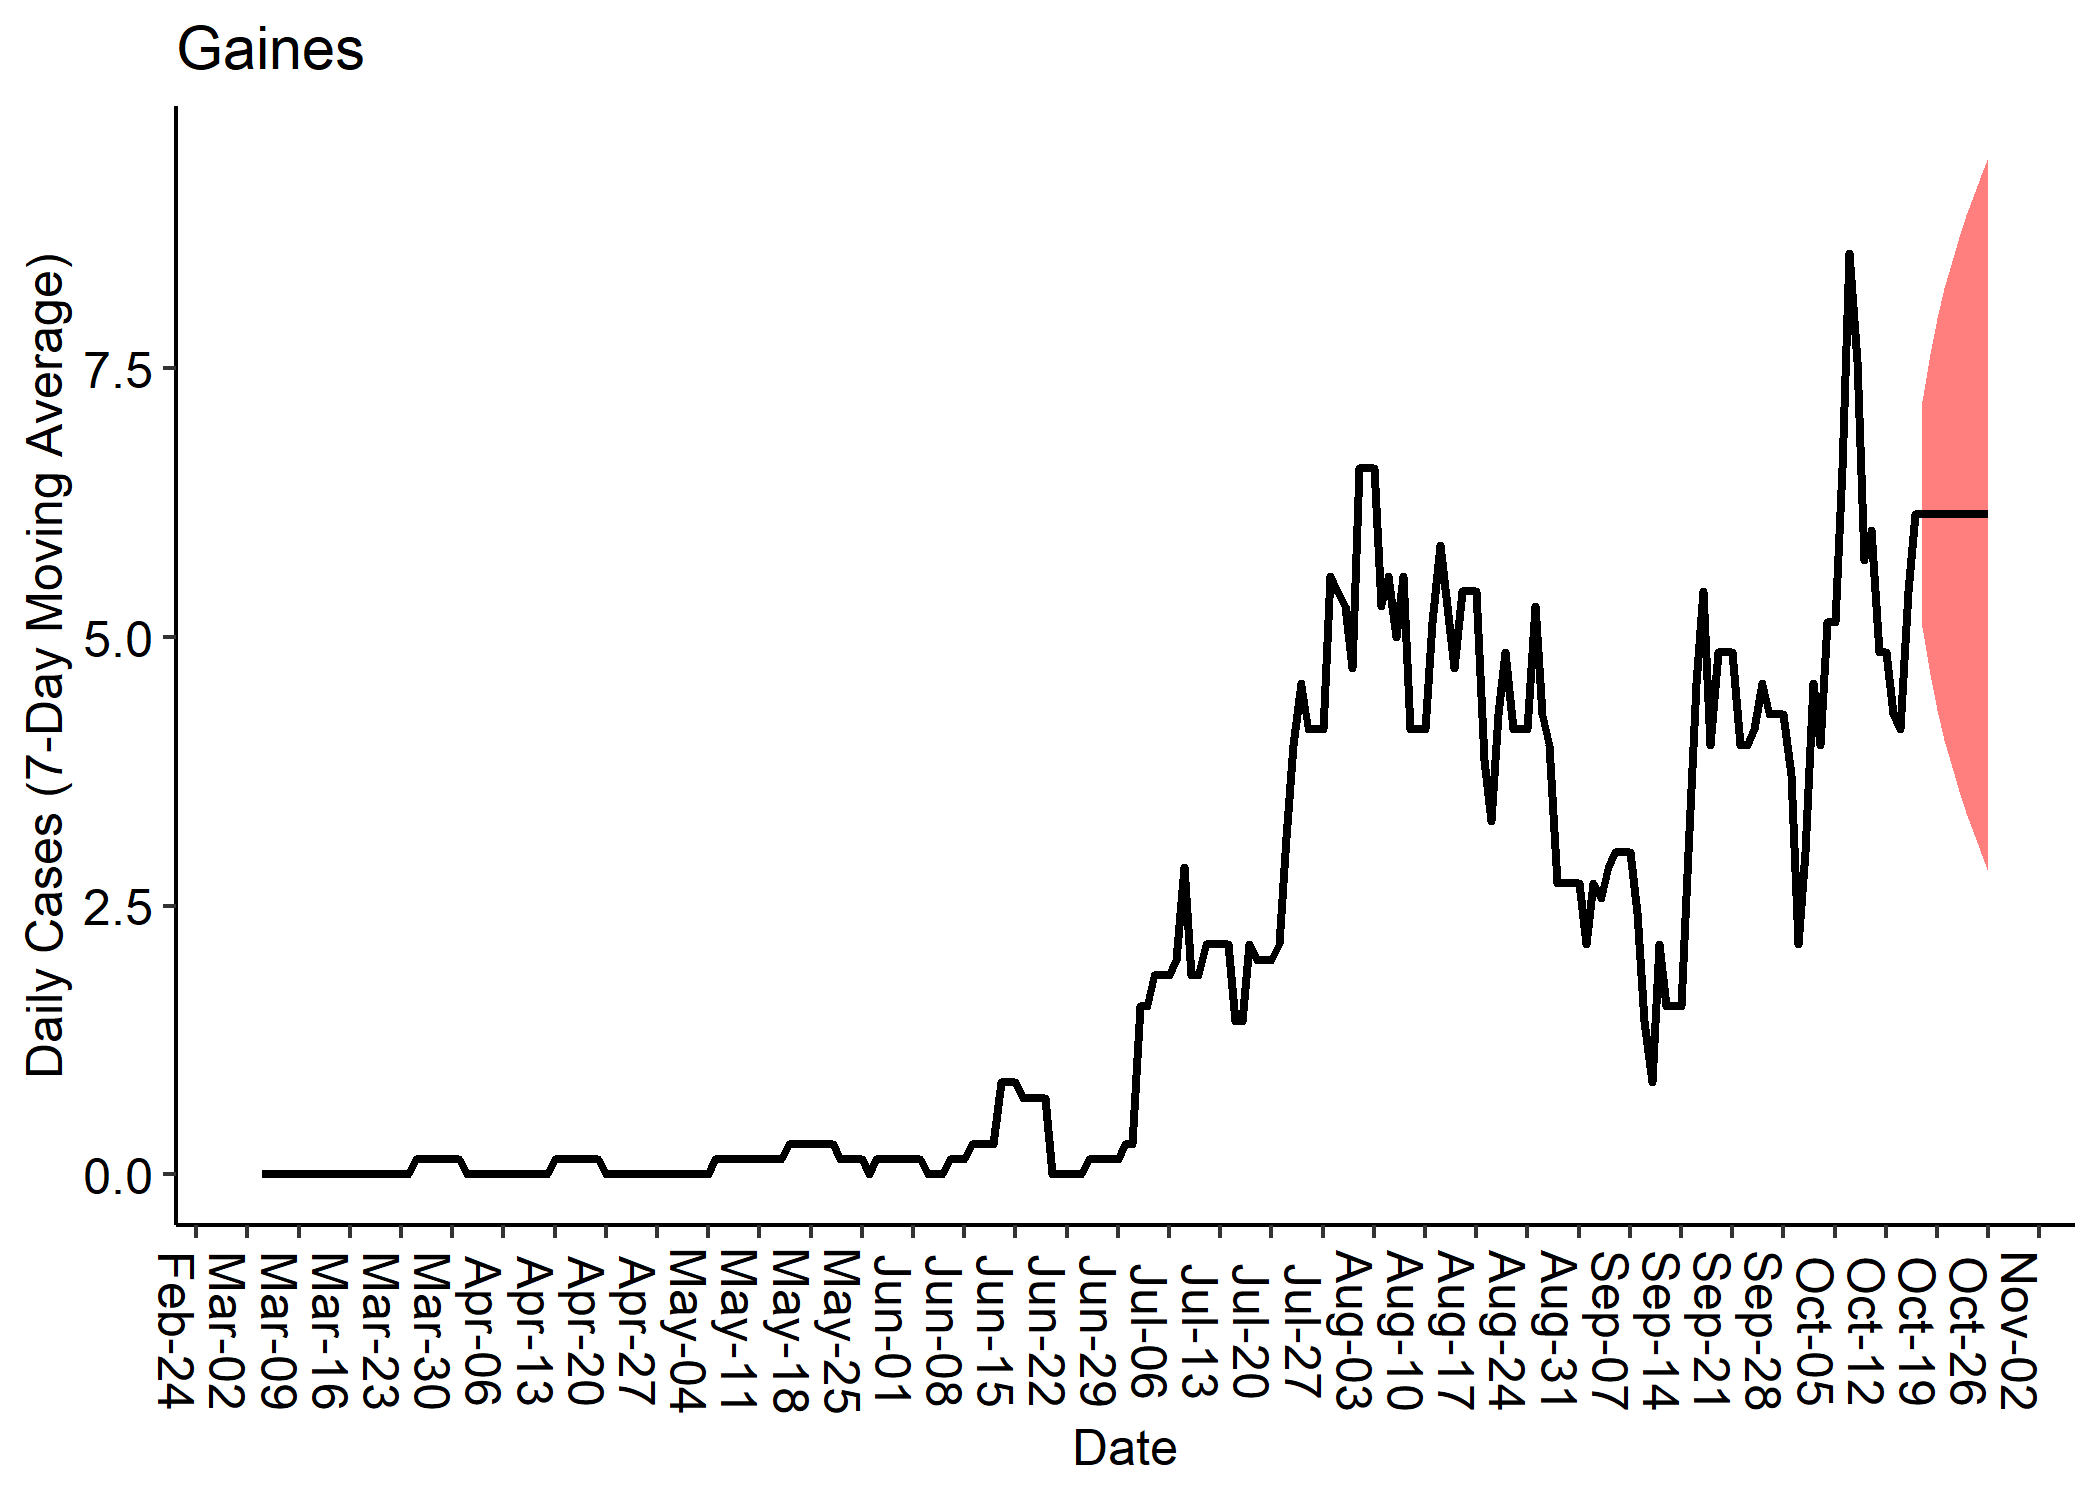 Gaines
Daily Cases (7-Day Moving Average)
7.5
5.0
2.5
0.0
Feb-24
Mar-02
Mar-09
Mar-16
Mar-23
Mar-30
Apr-06
Apr-13
Apr-20
Apr-27
May-04
May-11
May-18
May-25
Jun-01
Jun-08
Jun-15
Jun-22
Jun-29
Jul-06
Jul-13
Jul-20
Jul-27
Aug-03
Aug-10
Aug-17
Aug-24
Aug-31
Sep-07
Sep-14
Sep-21
Sep-28
Oct-05
Oct-12
Oct-19
Oct-26
Nov-02
Date